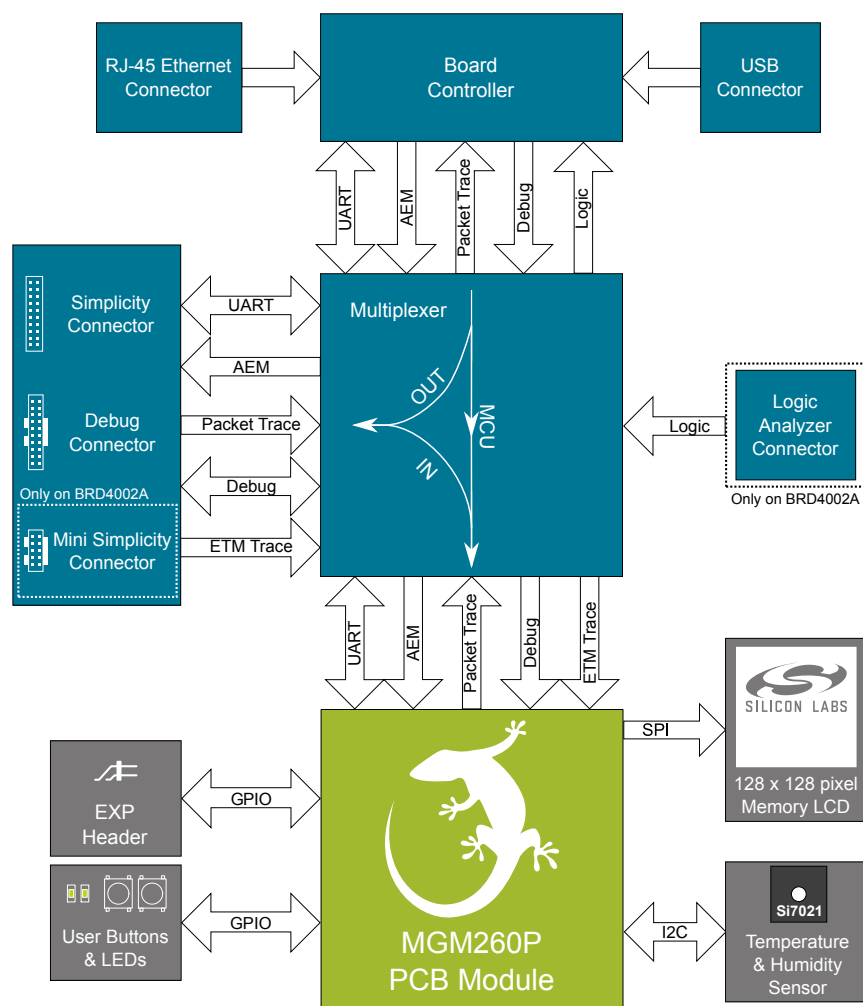 RJ-45 Ethernet
Connector
Board
Controller
USB
Connector
UART
AEM
Packet Trace
Debug
Logic
Simplicity
Connector
Debug
Connector
Only on BRD4002A
Mini Simplicity
Connector
UART
AEM
Packet Trace
Debug
ETM Trace
Multiplexer
OUT
MCU
IN
Logic
Logic
Analyzer
Connector
Only on BRD4002A
UART
AEM
Packet Trace
Debug
ETM Trace
SILICON LABS
128 x 128 pixel
Memory LCD
SPI
EXP
Header
GPIO
User Buttons
& LEDs
GPIO
MGM260P
PCB Module
I2C
Si7021
Temperature
& Humidity
Sensor